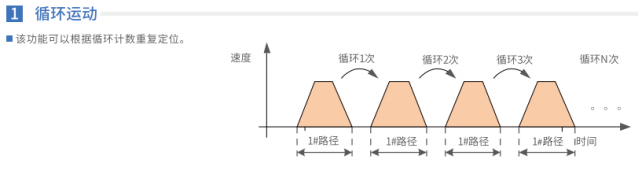 1 循环运动
■ 该功能可以根据循环计数重复定位。
速度
循环1次 循环2次 循环3次 循环N次
。。。
1#路径 1#路径 1#路径 1#路径 时间